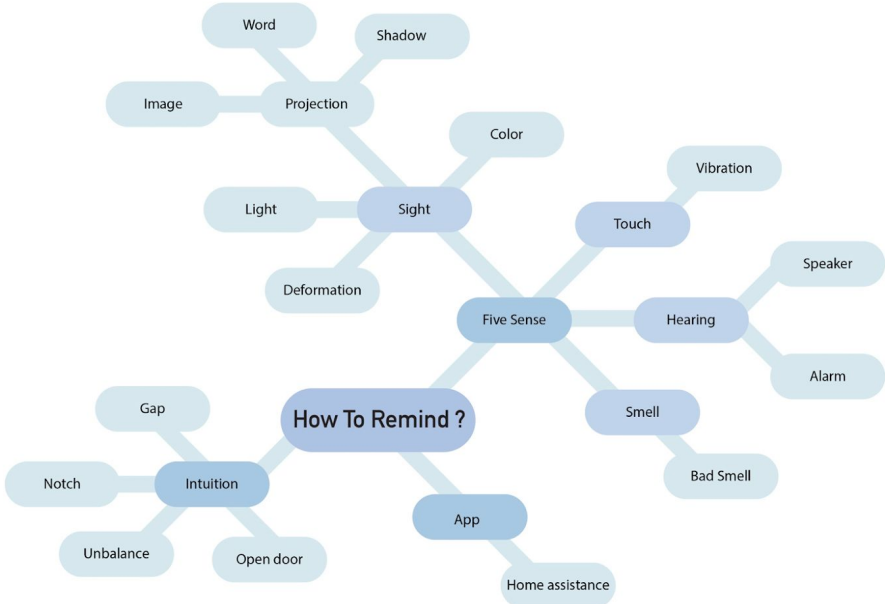 Word
Shadow
Image
Projection
Color
Vibration
Light
Sight
Touch
Speaker
Deformation
Five Sense
Hearing
Alarm
Gap
How To Remind ?
Smell
Notch
Intuition
Bad Smell
App
Unbalance
Open door
Home assistance